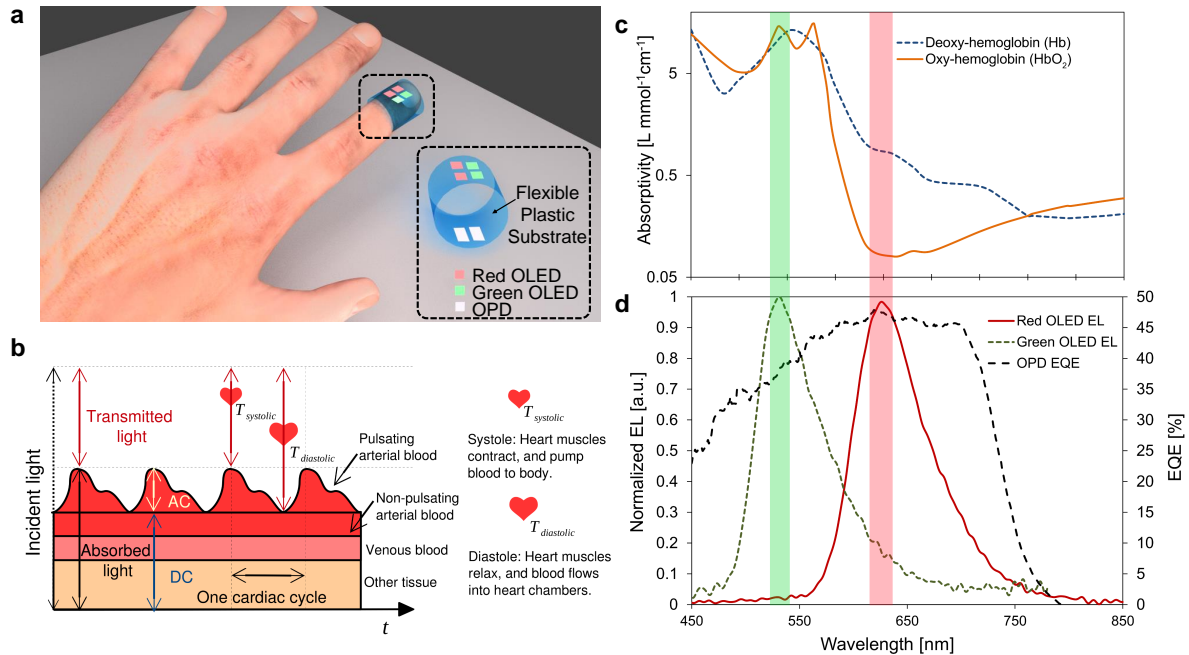 a
Flexible
Plastic
Substrate
Red OLED
Green OLED
OPD
b
Incident light
Transmitted
light
T systolic
T diastolic
Pulsating
arterial blood
AC
Non-pulsating
arterial blood
Absorbed
light
DC
Venous blood
Other tissue
One cardiac cycle
t
T systolic
Systole: Heart muscles
contract, and pump
blood to body.
T diastolic
Diastole: Heart muscles
relax, and blood flows
into heart chambers.
c
Absorptivity [L mmol⁻¹cm⁻¹]
5
0.5
0.05
Deoxy-hemoglobin (Hb)
Oxy-hemoglobin (HbO₂)
d
Normalized EL [a.u.]
1
0.9
0.8
0.7
0.6
0.5
0.4
0.3
0.2
0.1
0
Red OLED EL
Green OLED EL
OPD EQE
50
45
40
35
30
25
20
15
10
5
0
EQE [%]
450
550
650
750
850
Wavelength [nm]